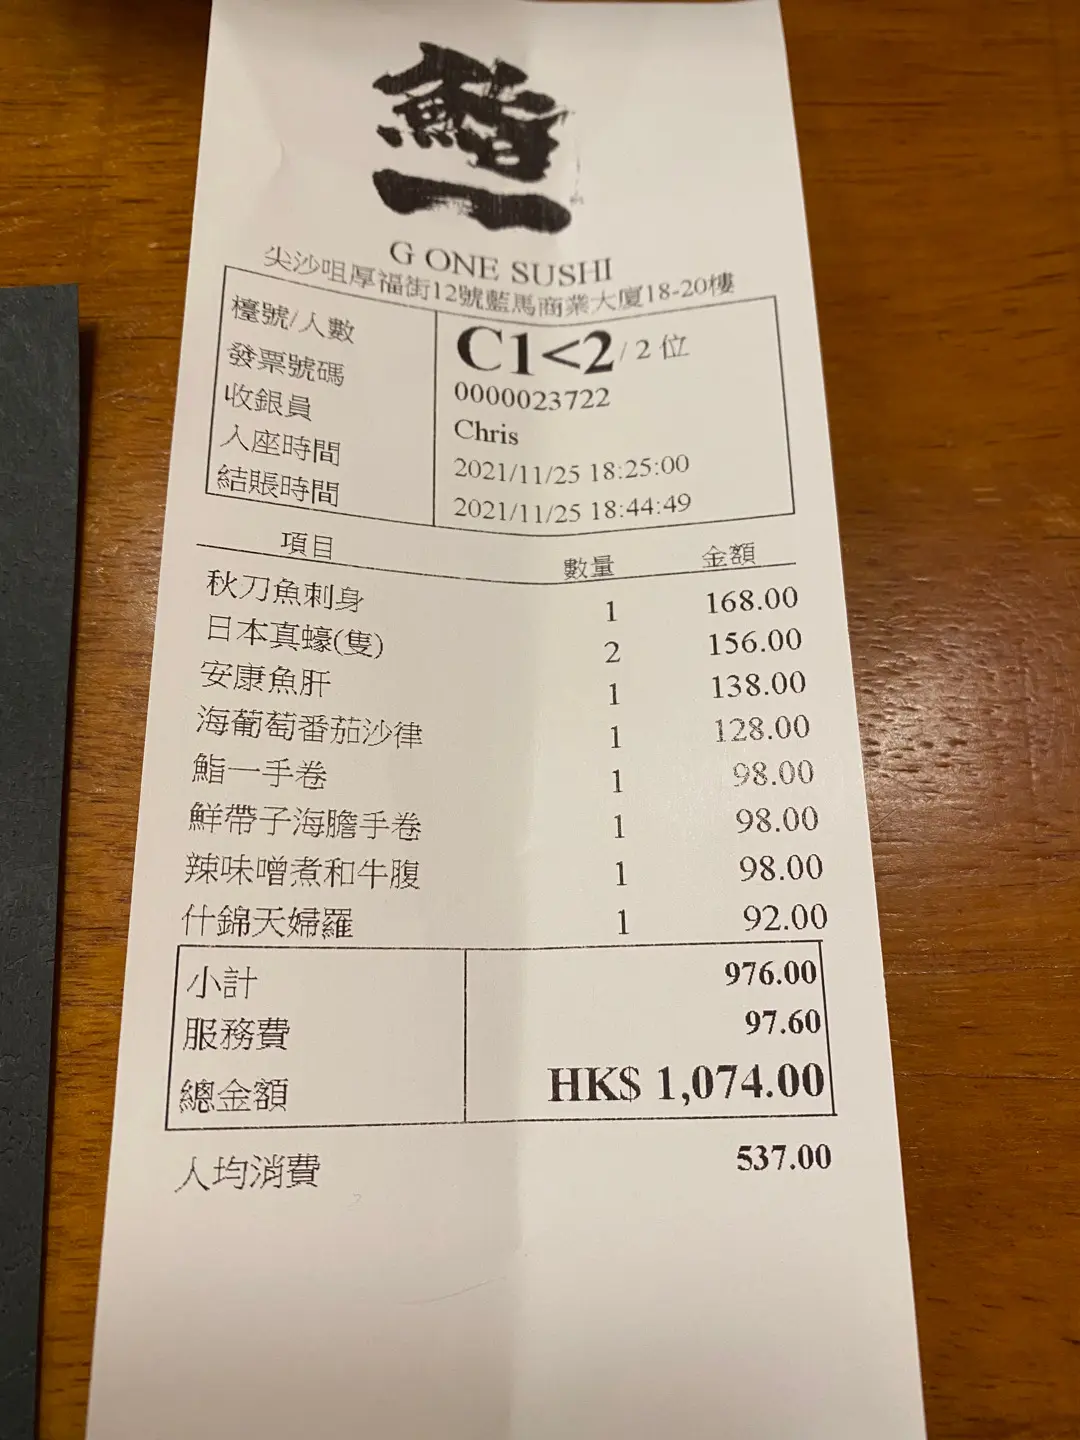 鮨一
G ONE SUSHI
尖沙咀厚福街12號藍馬商業大廈18-20樓
檯號/人數 C1<2 / 2 位
發票號碼 0000023722
收銀員 Chris
入座時間 2021/11/25 18:25:00
結賬時間 2021/11/25 18:44:49
項目 數量 金額
秋刀魚刺身 1 168.00
日本真蠔(隻) 2 156.00
安康魚肝 1 138.00
海葡萄番茄沙律 1 128.00
鮨一手卷 1 98.00
鮮帶子海膽手卷 1 98.00
辣味噌煮和牛腹 1 98.00
什錦天婦羅 1 92.00
小計 976.00
服務費 97.60
總金額 HK$ 1,074.00
人均消費 537.00